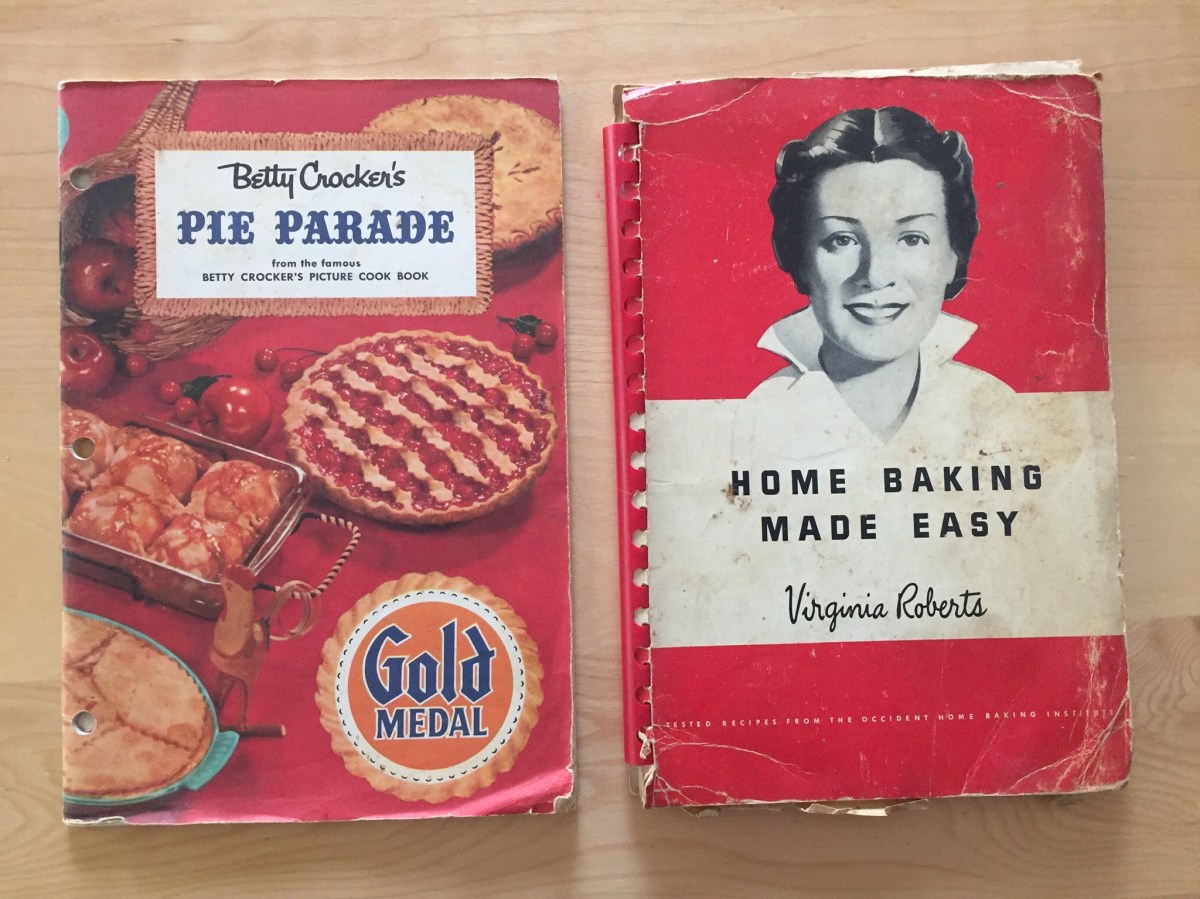 Betty Crocker's
PIE PARADE
from the famous
BETTY CROCKER'S PICTURE COOK BOOK
Gold
MEDAL
HOME BAKING
MADE EASY
Virginia Roberts
TESTED RECIPES FROM THE OCCIDENT HOME BAKING INSTITUTE